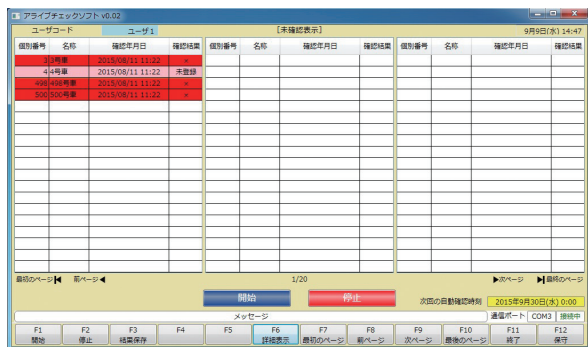 アライブチェックソフト v0.02
ユーザコード ユーザ1 [未確認表示] 9月9日(水) 14:47
個別番号 名称 確認年月日 確認結果 個別番号 名称 確認年月日 確認結果 個別番号 名称 確認年月日 確認結果
3 3号車 2015/08/11 11:22 ×
4 4号車 2015/08/11 11:22 未登録
498 498号車 2015/08/11 11:22 ×
500 500号車 2015/08/11 11:22 ×
最初のページ 前ページ 1/20 次ページ 最終のページ
開始 停止 次回の自動確認時刻 2015年9月30日(水) 0:00
メッセージ 通信ポート COM3 接続中
F1 F2 F3 F4 F5 F6 F7 F8 F9 F10 F11 F12
開始 停止 結果保存 詳細表示 最初のページ 前ページ 次ページ 最後のページ 終了 保守